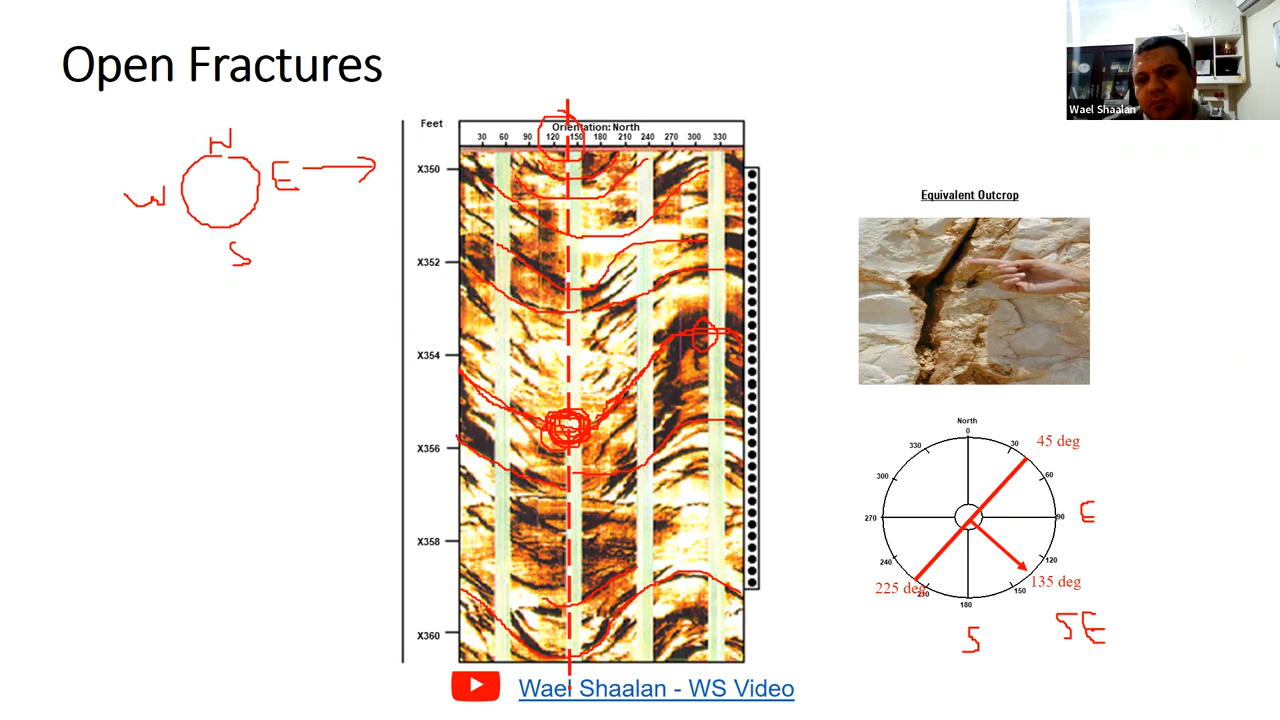 Open Fractures
Wael Shaalan
N
W
E
S
Feet
Orientation: North
30 60 90 120 150 180 210 240 300 330
X350
X352
X354
X356
X358
X360
Equivalent Outcrop
North
0
30
45 deg
60
90
E
120
135 deg
150
180
225 deg
210
240
270
300
330
S
SE
Wael Shaalan - WS Video